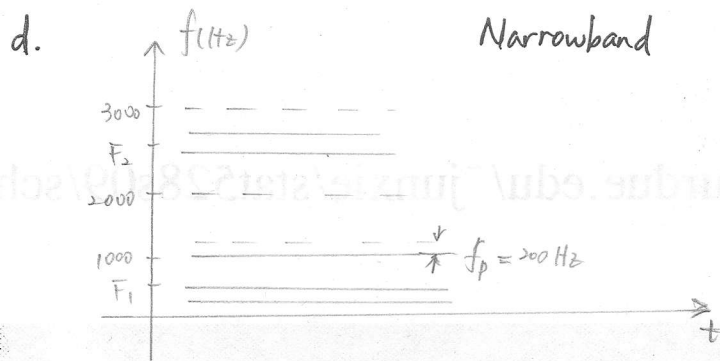 d.
f(Hz)
Narrowband
3000
F₂
2000
1000
fp = 200 Hz
F₁
t